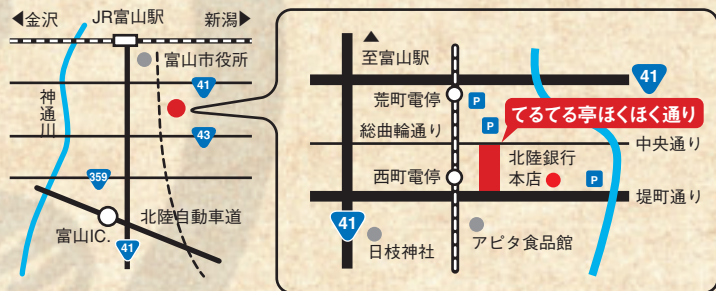 ◀金沢
JR富山駅
新潟▶
富山市役所
41
神通川
43
359
北陸自動車道
富山IC.
41
▲
至富山駅
41
荒町電停
P
P
てるてる亭ほくほく通り
総曲輪通り
中央通り
北陸銀行
本店
西町電停
P
堤町通り
41
日枝神社
アピタ食品館